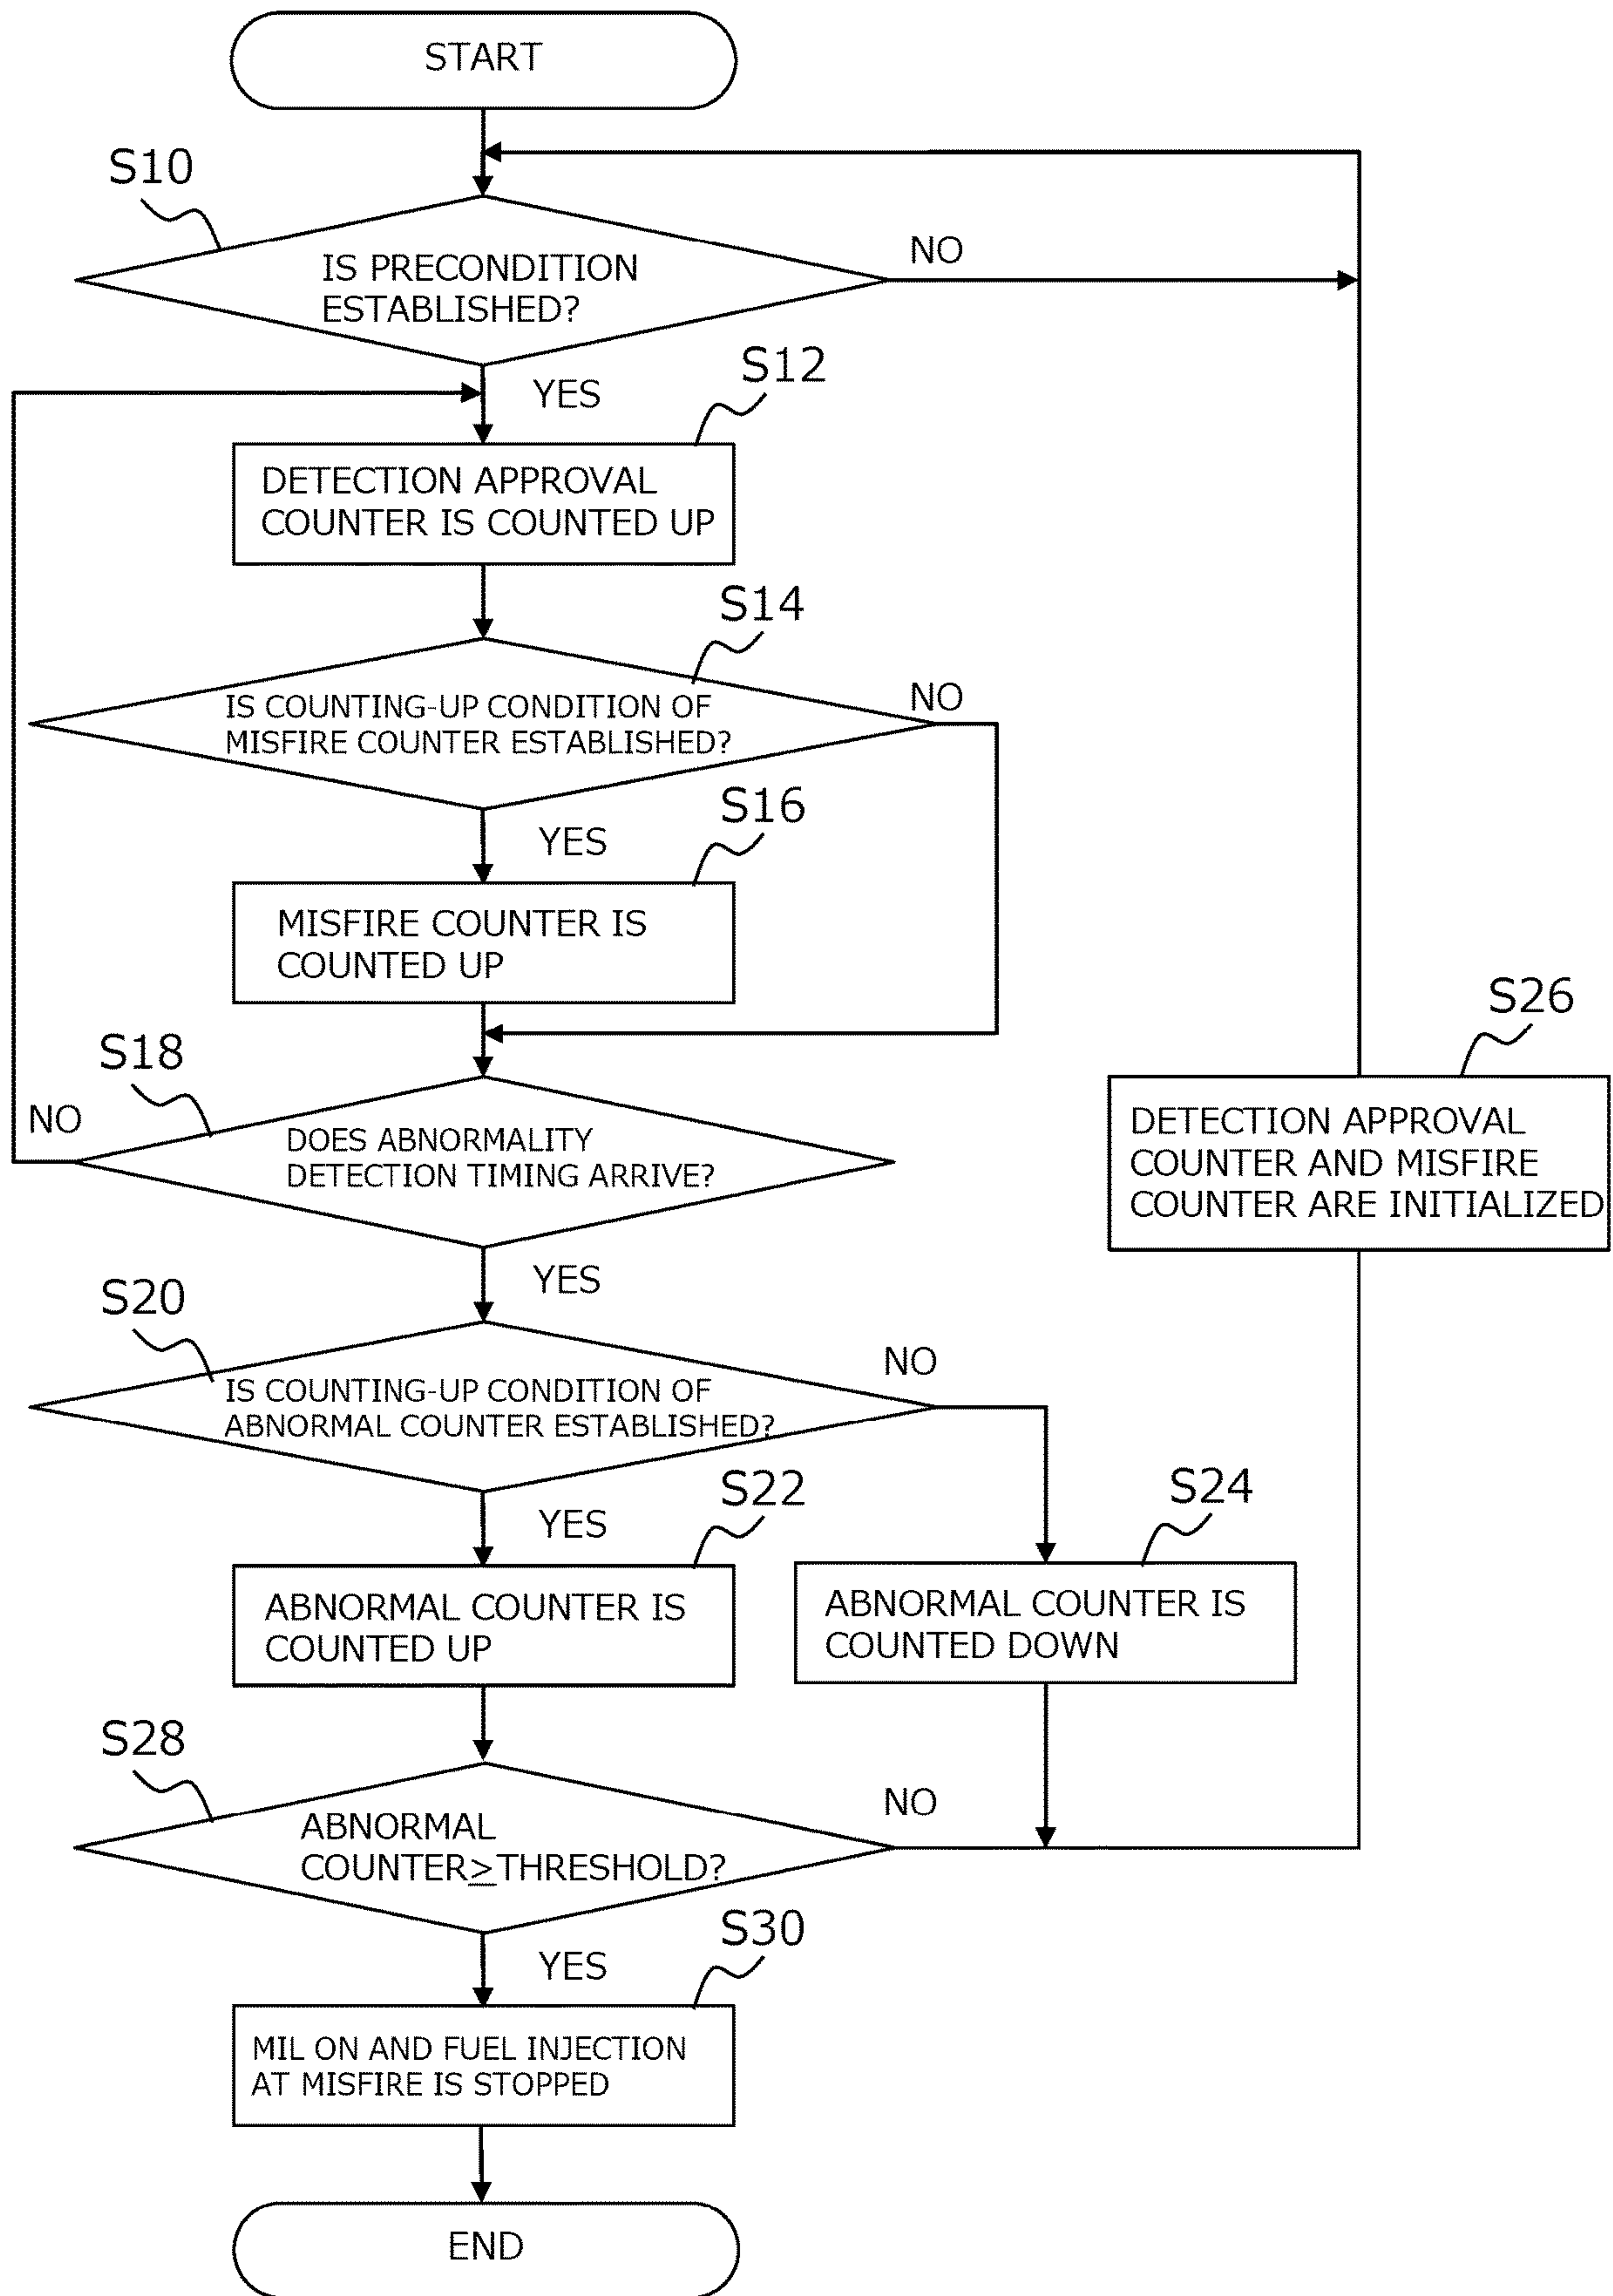 START
S10
IS PRECONDITION
ESTABLISHED?
NO
YES
S12
DETECTION APPROVAL
COUNTER IS COUNTED UP
S14
IS COUNTING-UP CONDITION OF
MISFIRE COUNTER ESTABLISHED?
NO
YES
S16
MISFIRE COUNTER IS
COUNTED UP
S18
NO
DOES ABNORMALITY
DETECTION TIMING ARRIVE?
YES
S26
DETECTION APPROVAL
COUNTER AND MISFIRE
COUNTER ARE INITIALIZED
S20
IS COUNTING-UP CONDITION OF
ABNORMAL COUNTER ESTABLISHED?
NO
YES
S22
ABNORMAL COUNTER IS
COUNTED UP
S24
ABNORMAL COUNTER IS
COUNTED DOWN
S28
ABNORMAL
COUNTER≥THRESHOLD?
NO
YES
S30
MIL ON AND FUEL INJECTION
AT MISFIRE IS STOPPED
END